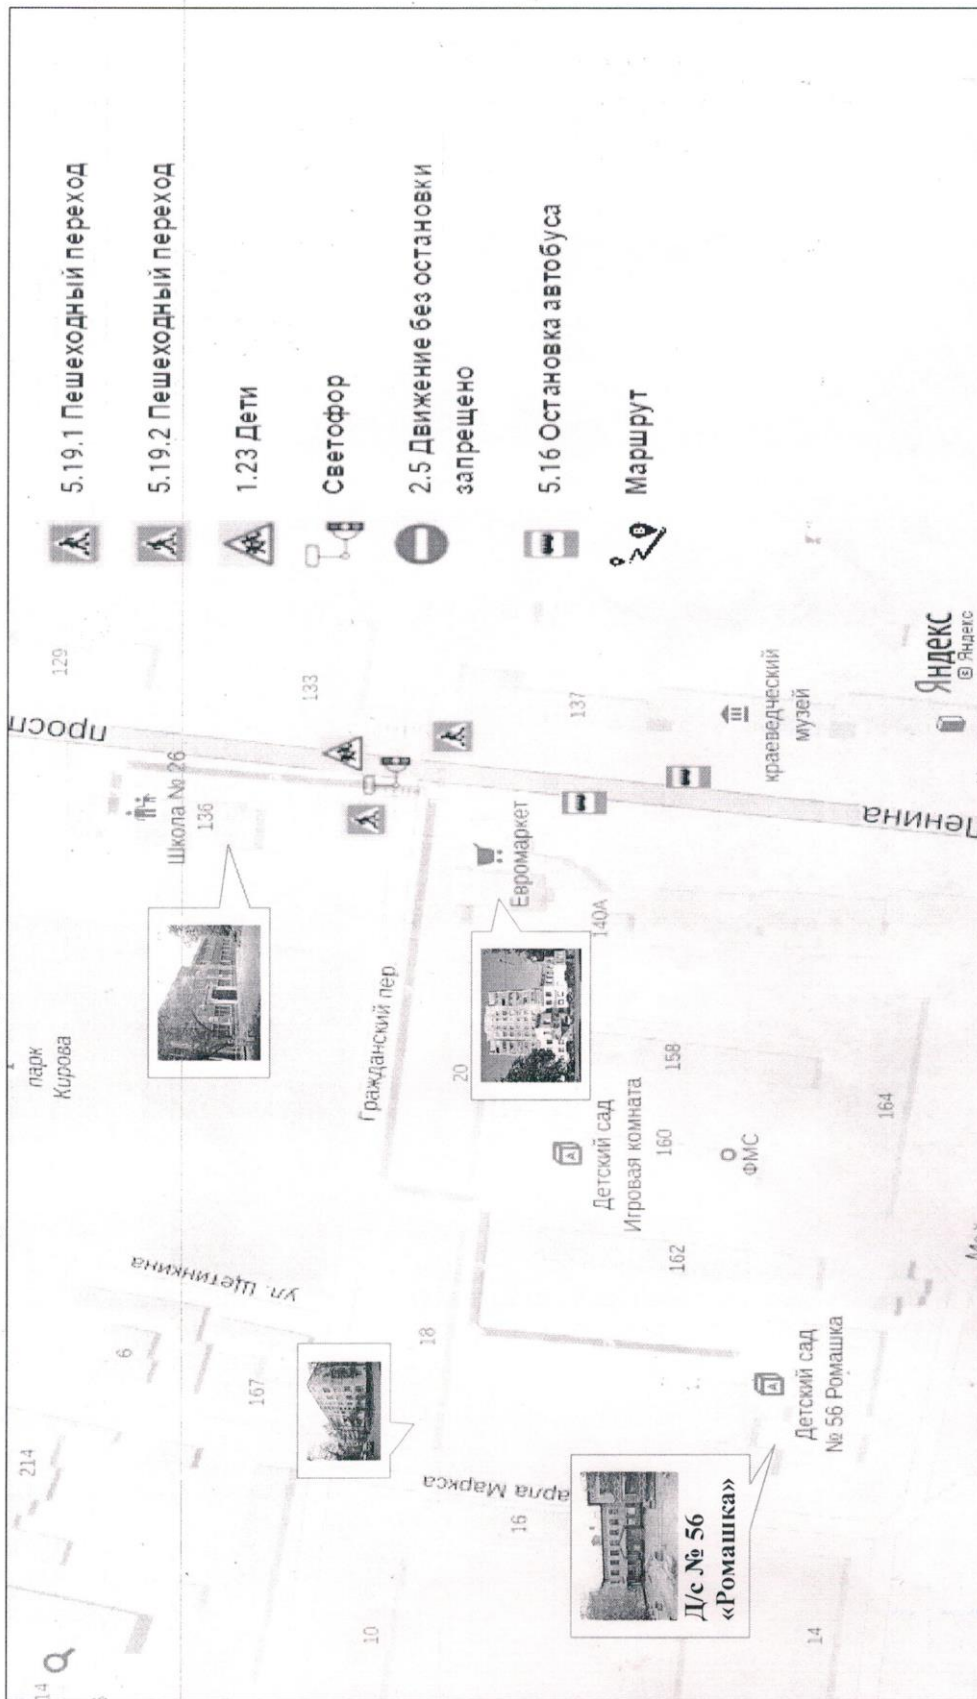 5.19.1 Пешеходный переход
5.19.2 Пешеходный переход
1.23 Дети
Светофор
2.5 Движение без остановки
запрещено
5.16 Остановка автобуса
Маршрут
парк
Кирова
просп
129
Школа № 26
136
133
Гражданский пер
ул. Щетинкина
214
6
167
18
20
Евромаркет
137
140А
Детский сад
Игровая комната
160
158
162
ФМС
164
краеведческий
музей
Ленина
арла Маркса
16
10
14
14
Детский сад
№ 56 Ромашка
Д/с № 56
«Ромашка»
Яндекс
© Яндекс